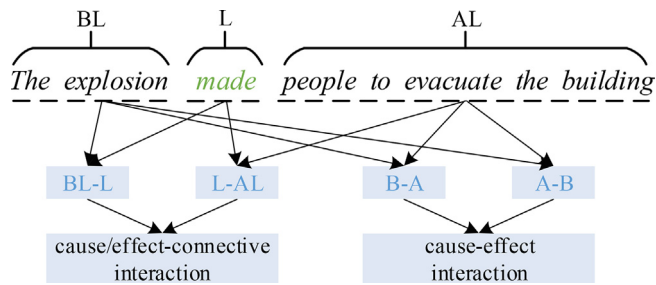 BL L AL
The explosion made people to evacuate the building
BL-L L-AL B-A A-B
cause/effect-connective
interaction
cause-effect
interaction